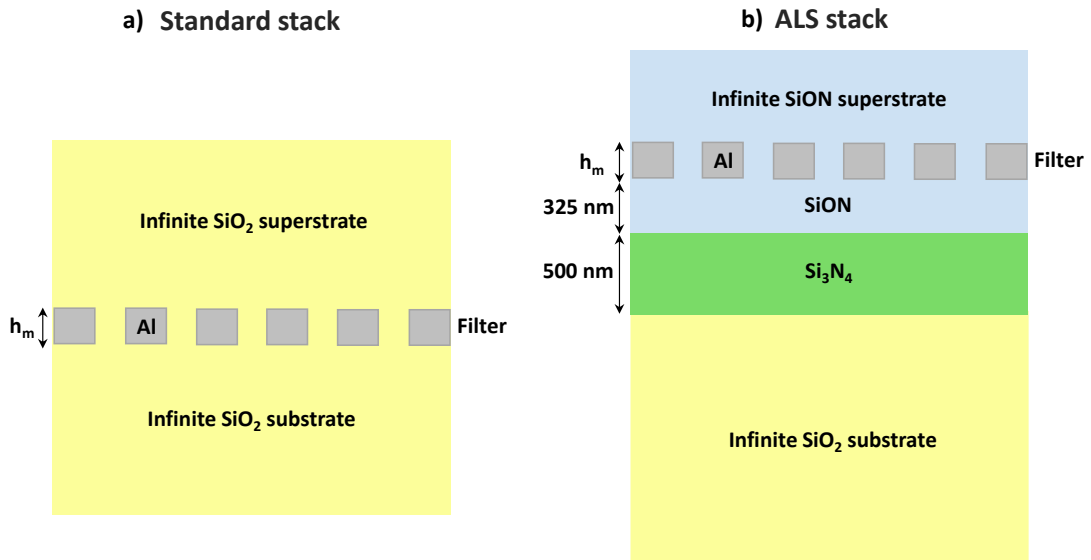 a) Standard stack
Infinite SiO₂ superstrate
hₘ
Al
Filter
Infinite SiO₂ substrate
b) ALS stack
Infinite SiON superstrate
hₘ
Al
Filter
325 nm
SiON
500 nm
Si₃N₄
Infinite SiO₂ substrate